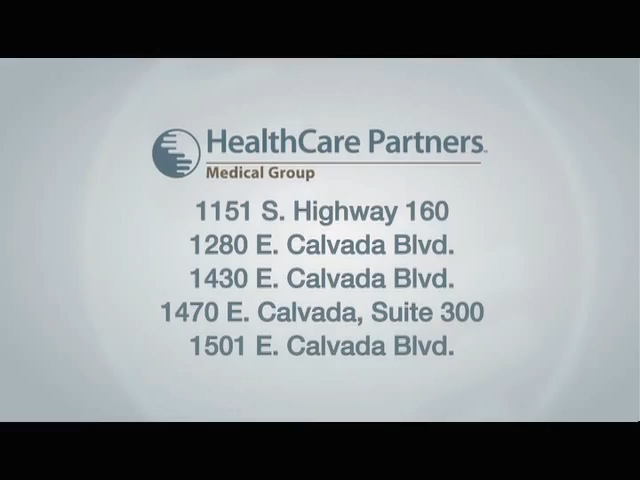 HealthCare Partners
Medical Group
1151 S. Highway 160
1280 E. Calvada Blvd.
1430 E. Calvada Blvd.
1470 E. Calvada, Suite 300
1501 E. Calvada Blvd.